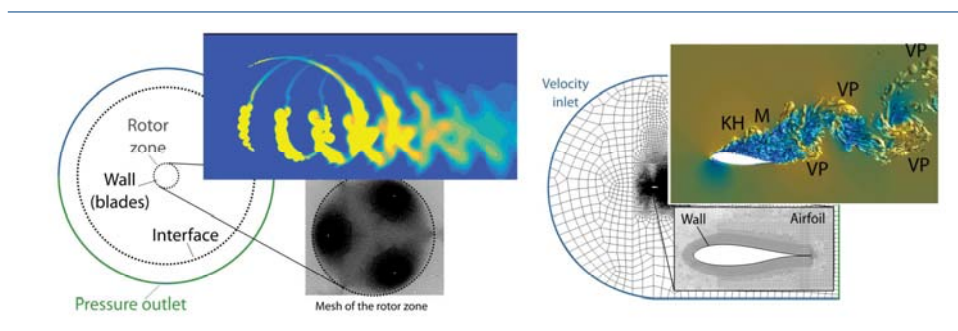 Rotor
zone
Wall
(blades)
Interface
Pressure outlet
Mesh of the rotor zone
Velocity
inlet
KH
M
VP
VP
VP
VP
Wall
Airfoil